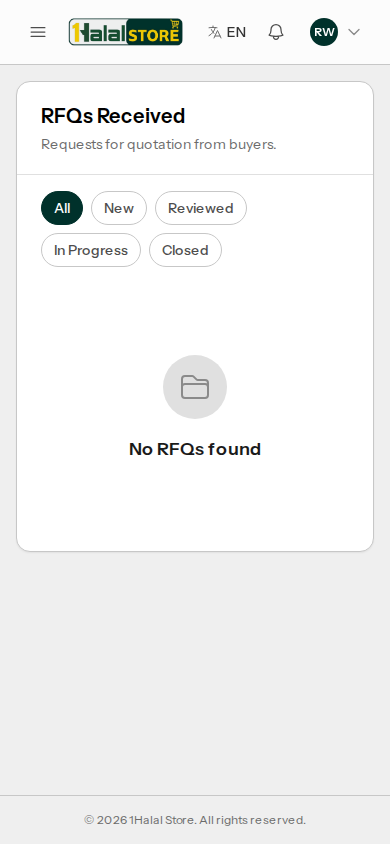 1Halal STORE
EN
RW
RFQs Received
Requests for quotation from buyers.
All
New
Reviewed
In Progress
Closed
No RFQs found
© 2026 1Halal Store. All rights reserved.